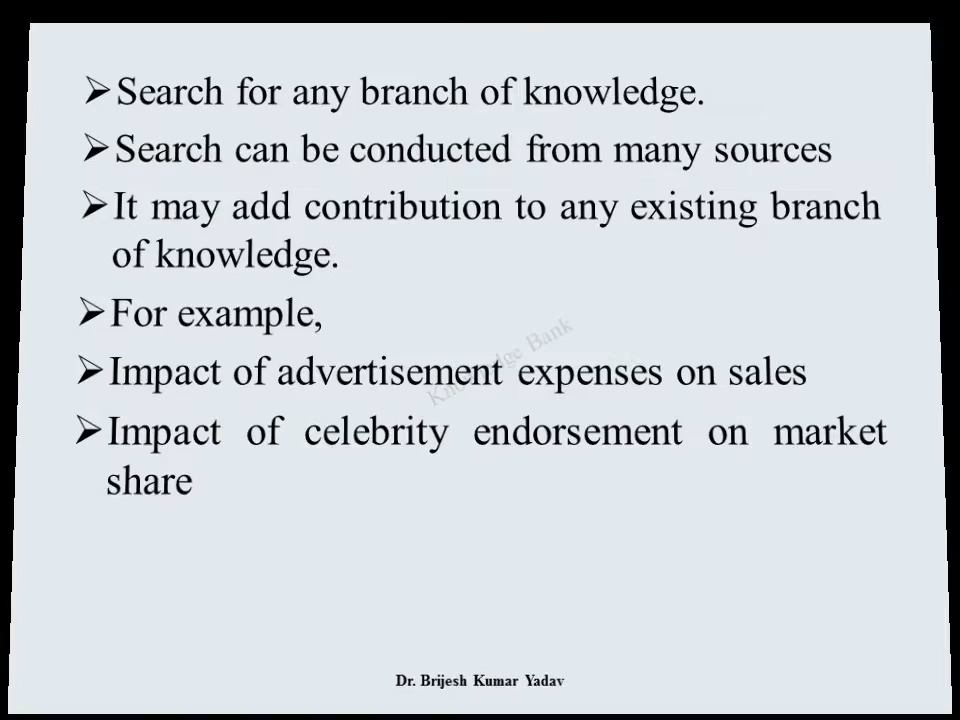 ➢Search for any branch of knowledge.
➢Search can be conducted from many sources
➢It may add contribution to any existing branch
of knowledge.
➢For example,
Knowledge Bank
➢Impact of advertisement expenses on sales
➢Impact of celebrity endorsement on market
share
Dr. Brijesh Kumar Yadav